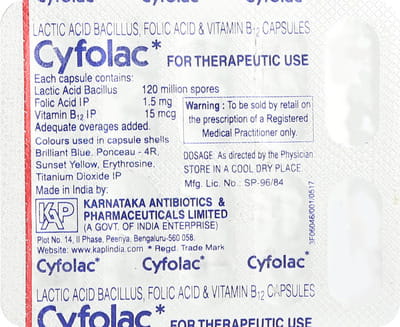 Cyfolac* Cyfolac* Cyfolac*
LACTIC ACID BACILLUS, FOLIC ACID & VITAMIN B12 CAPSULES
Cyfolac* FOR THERAPEUTIC USE
Each capsule contains:
Lactic Acid Bacillus 120 million spores
Folic Acid IP 1.5 mg
Vitamin B12 IP 15 mcg
Adequate overages added.
Colours used in capsule shells
Brilliant Blue, Ponceau - 4R,
Sunset Yellow, Erythrosine,
Titanium Dioxide IP
Made in India by:
Warning : To be sold by retail on
the prescription of a Registered
Medical Practitioner only.
DOSAGE: As directed by the Physician
STORE IN A COOL DRY PLACE.
Mfg. Lic. No. SP-96/84
KAP
KARNATAKA ANTIBIOTICS &
PHARMACEUTICALS LIMITED
(A GOVT. OF INDIA ENTERPRISE)
Plot No. 14, II Phase, Peenya, Bengaluru-560 058.
Website: www.kaplindia.com * Regd. Trade Mark
Cyfolac* Cyfolac* Cyfolac*
LACTIC ACID BACILLUS, FOLIC ACID & VITAMIN B12 CAPSULES
Cyfolac* FOR THERAPEUTIC USE